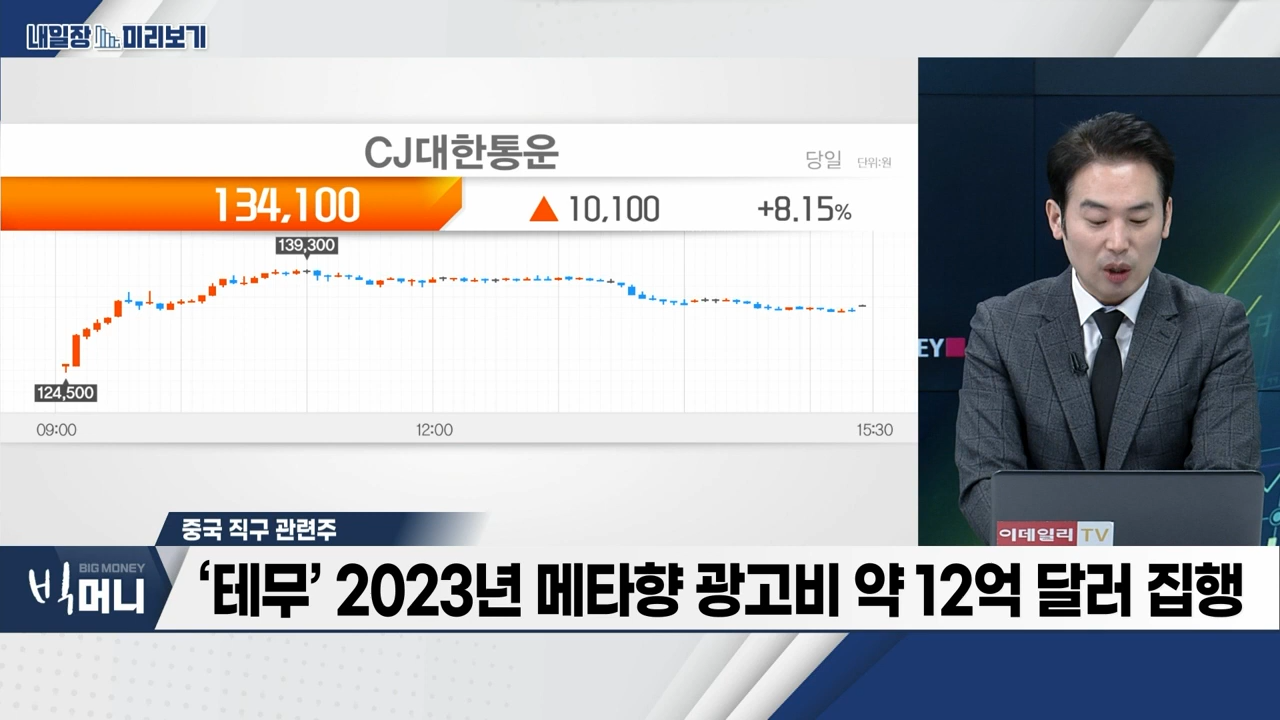 내일장 미리보기
CJ대한통운
당일 단위:원
134,100 ▲ 10,100 +8.15%
139,300
124,500
09:00 12:00 15:30
EY
이데일리 TV
중국 직구 관련주
BIG MONEY
빅머니
‘테무’ 2023년 메타향 광고비 약 12억 달러 집행